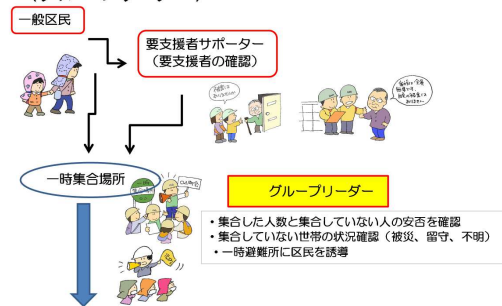 一般区民
要支援者サポーター
（要支援者の確認）
一時集合場所
グループリーダー
・集合した人数と集合していない人の安否を確認
・集合していない世帯の状況確認（被災、留守、不明）
・一時避難所に区民を誘導